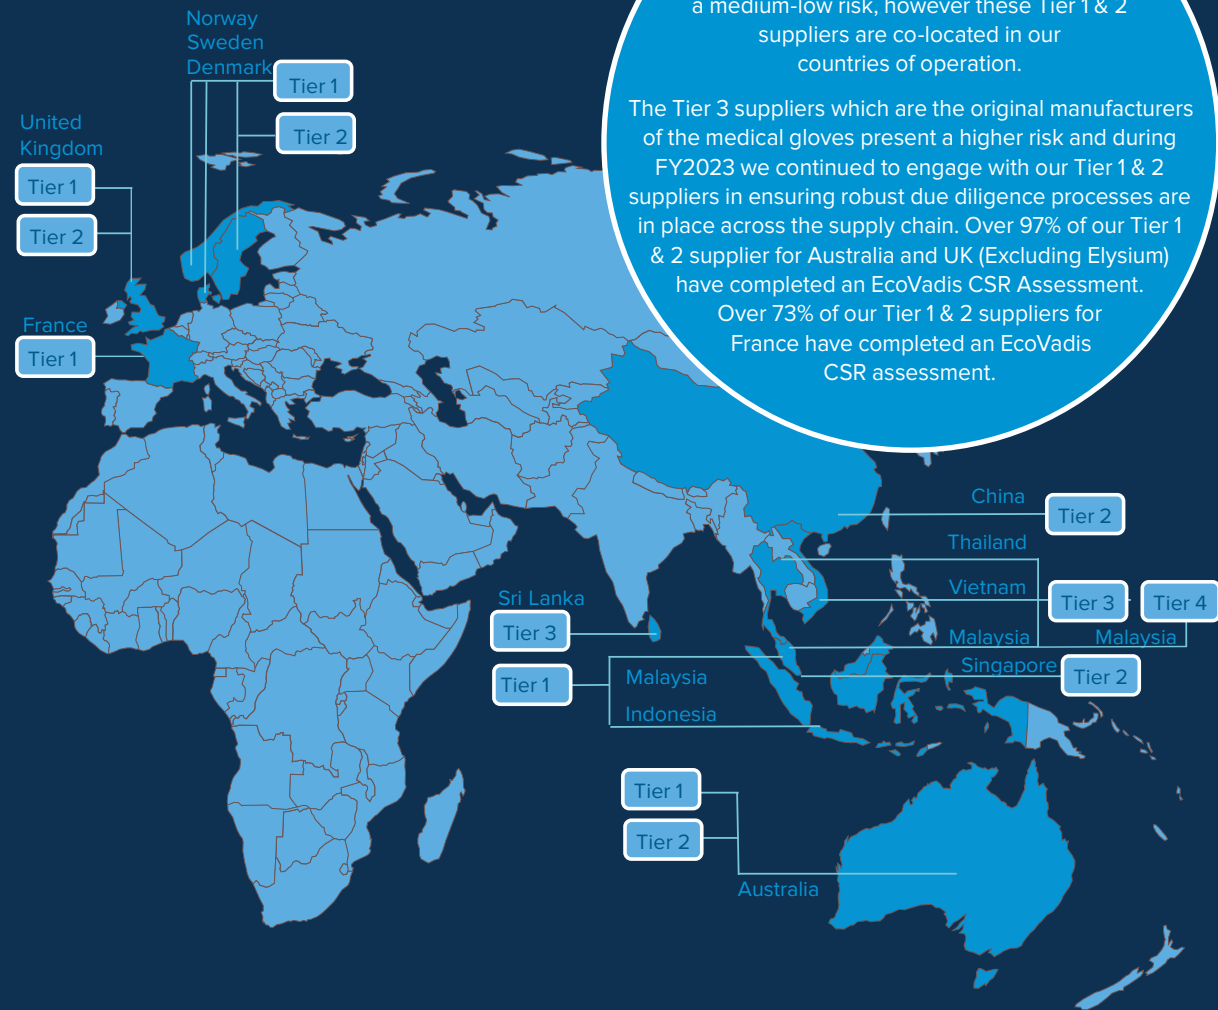 a medium-low risk, however these Tier 1 & 2
suppliers are co-located in our
countries of operation.
The Tier 3 suppliers which are the original manufacturers
of the medical gloves present a higher risk and during
FY2023 we continued to engage with our Tier 1 & 2
suppliers in ensuring robust due diligence processes are
in place across the supply chain. Over 97% of our Tier 1
& 2 supplier for Australia and UK (Excluding Elysium)
have completed an EcoVadis CSR Assessment.
Over 73% of our Tier 1 & 2 suppliers for
France have completed an EcoVadis
CSR assessment.
Norway
Sweden
Denmark
Tier 1
Tier 2
United
Kingdom
Tier 1
Tier 2
France
Tier 1
China
Tier 2
Thailand
Vietnam
Tier 3
Tier 4
Malaysia
Malaysia
Singapore
Tier 2
Sri Lanka
Tier 3
Tier 1
Malaysia
Indonesia
Tier 1
Tier 2
Australia